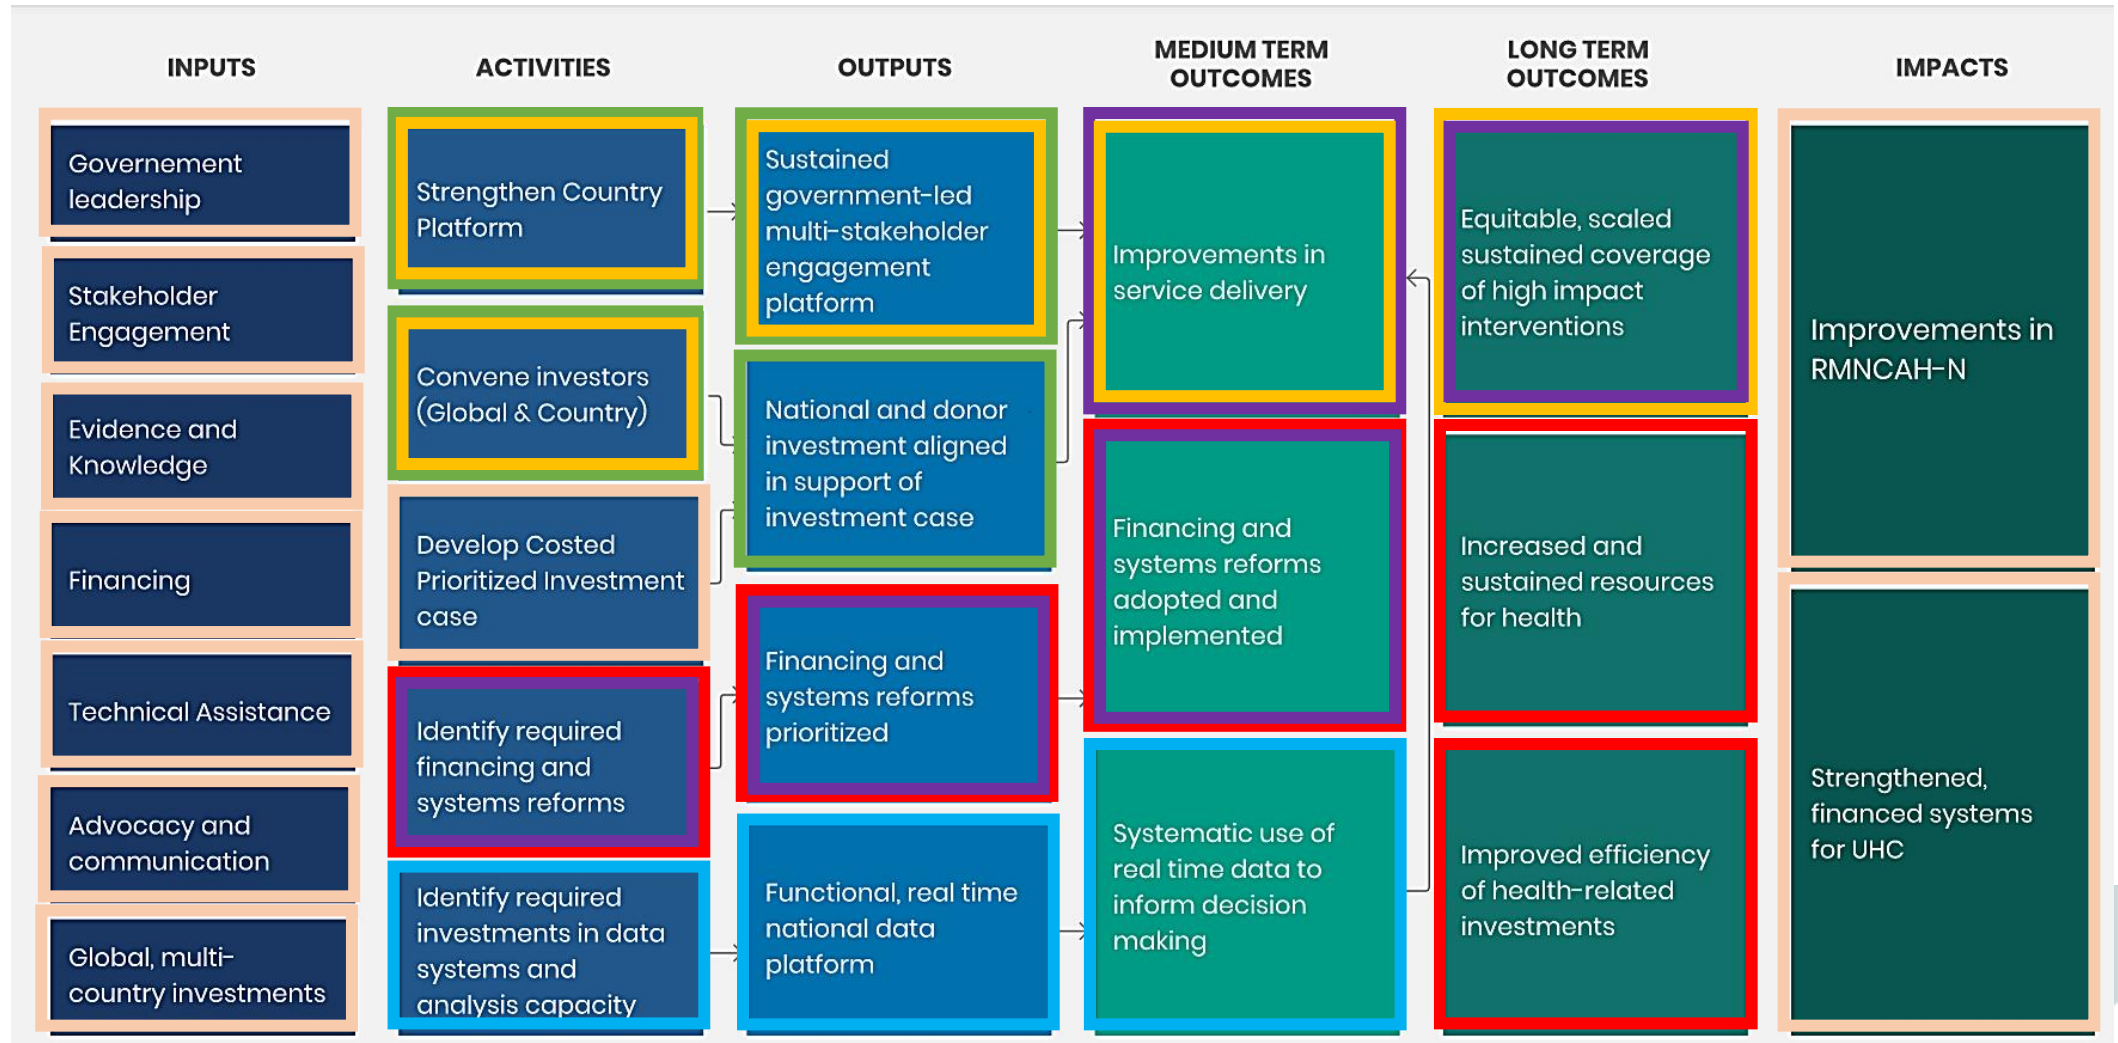 INPUTS
ACTIVITIES
OUTPUTS
MEDIUM TERM
OUTCOMES
LONG TERM
OUTCOMES
IMPACTS
Governement
leadership
Stakeholder
Engagement
Evidence and
Knowledge
Financing
Technical Assistance
Advocacy and
communication
Global, multi-
country investments
Strengthen Country
Platform
Convene investors
(Global & Country)
Develop Costed
Prioritized Investment
case
Identify required
financing and
systems reforms
Identify required
investments in data
systems and
analysis capacity
Sustained
government-led
multi-stakeholder
engagement
platform
National and donor
investment aligned
in support of
investment case
Financing and
systems reforms
prioritized
Functional, real time
national data
platform
Improvements in
service delivery
Financing and
systems reforms
adopted and
implemented
Systematic use of
real time data to
inform decision
making
Equitable, scaled
sustained coverage
of high impact
interventions
Increased and
sustained resources
for health
Improved efficiency
of health-related
investments
Improvements in
RMNCAH-N
Strengthened,
financed systems
for UHC